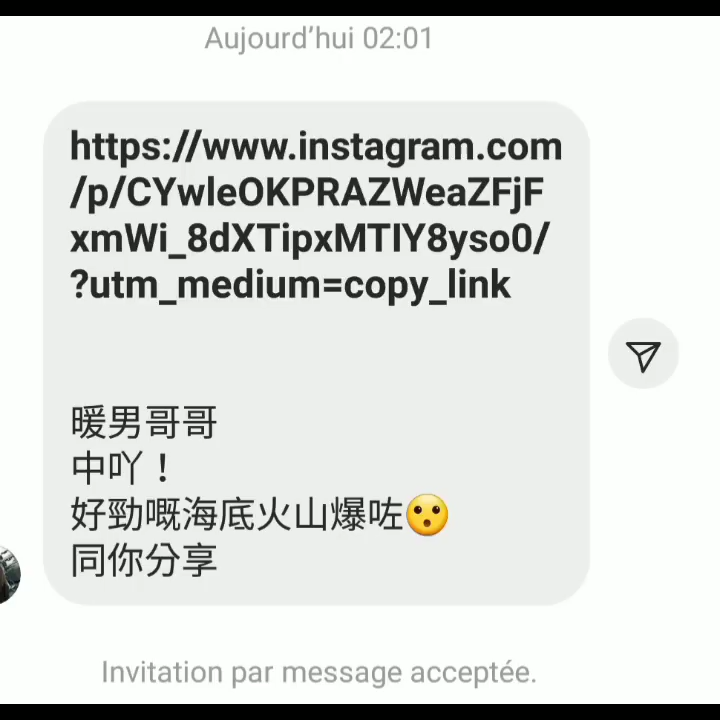 Aujourd'hui 02:01
https://www.instagram.com
/p/CYwleOKPRAZWeaZFjF
xmWi_8dXTipxMTIY8yso0/
?utm_medium=copy_link
暖男哥哥
中吖！
好勁嘅海底火山爆咗😮
同你分享
Invitation par message acceptée.